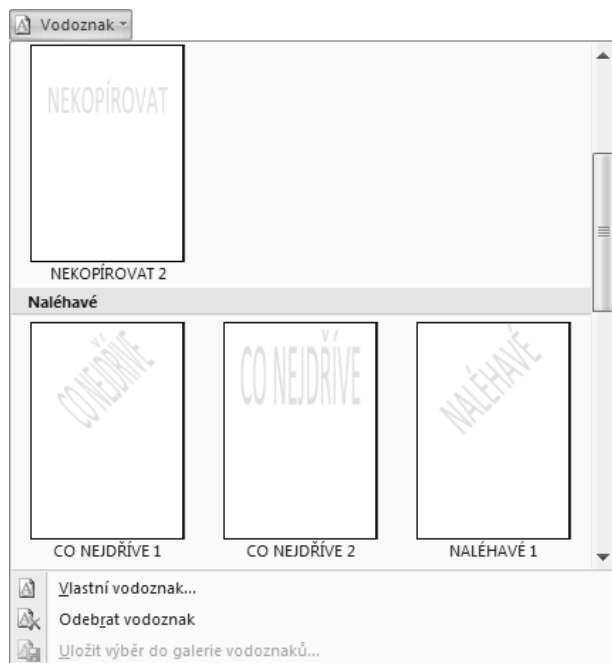 Vodoznak
NEKOPÍROVAT
NEKOPÍROVAT 2
Naléhavé
CO NEJDŘÍVE
CO NEJDŘÍVE
NALÉHAVÉ
CO NEJDŘÍVE 1
CO NEJDŘÍVE 2
NALÉHAVÉ 1
Vlastní vodoznak...
Odebrat vodoznak
Uložit výběr do galerie vodoznaků...